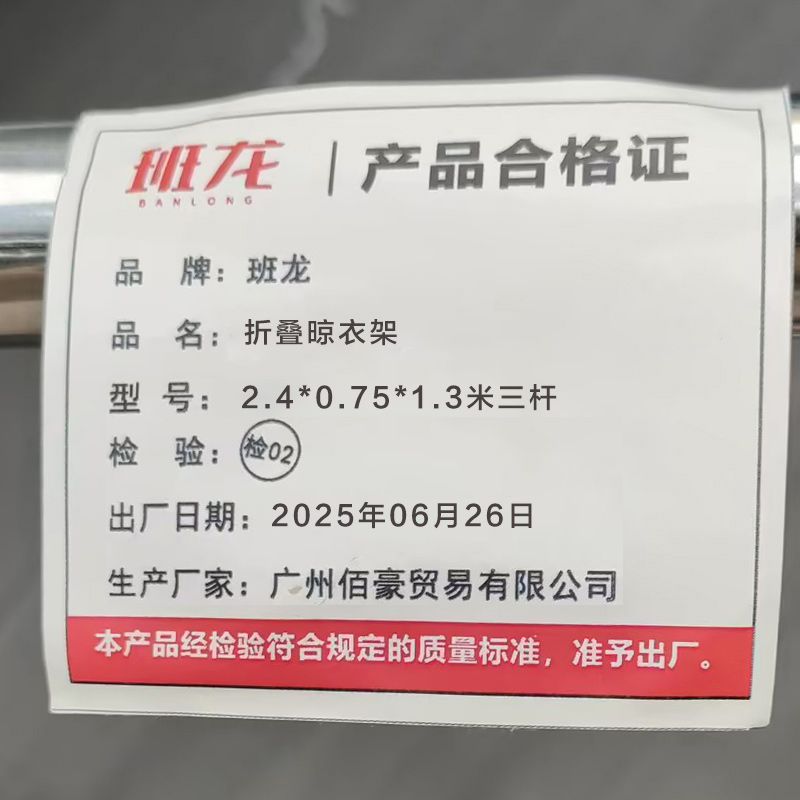 班龙 | 产品合格证
BANLONG
品 牌：班龙
品 名：折叠晾衣架
型 号：2.4*0.75*1.3米三杆
检 验：检02
出厂日期：2025年06月26日
生产厂家：广州佰豪贸易有限公司
本产品经检验符合规定的质量标准，准予出厂。